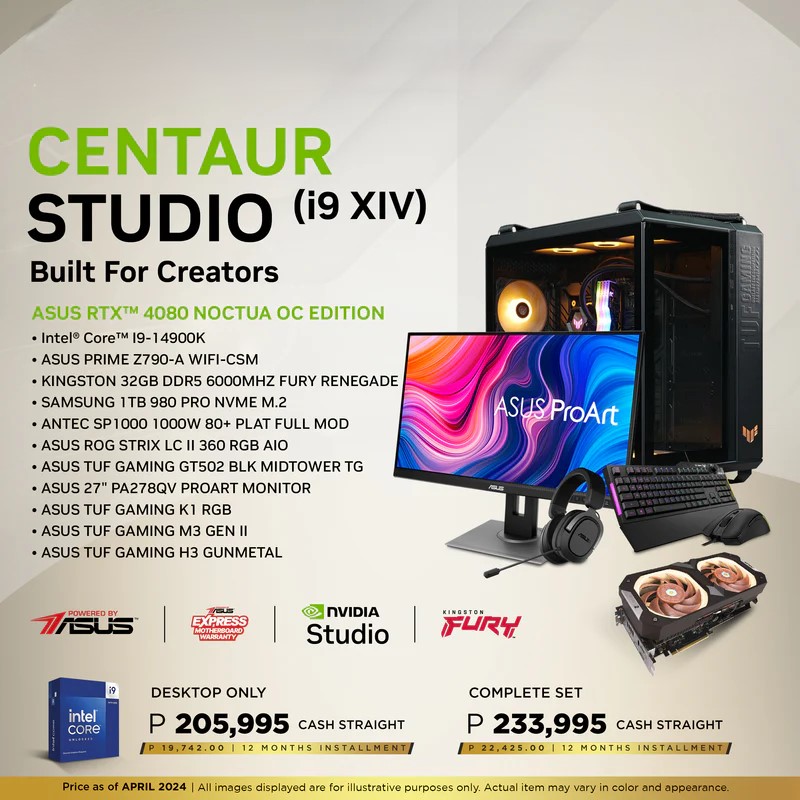 CENTAUR
STUDIO (i9 XIV)
Built For Creators
ASUS RTX™ 4080 NOCTUA OC EDITION
• Intel® Core™ I9-14900K
• ASUS PRIME Z790-A WIFI-CSM
• KINGSTON 32GB DDR5 6000MHZ FURY RENEGADE
• SAMSUNG 1TB 980 PRO NVME M.2
• ANTEC SP1000 1000W 80+ PLAT FULL MOD
• ASUS ROG STRIX LC II 360 RGB AIO
• ASUS TUF GAMING GT502 BLK MIDTOWER TG
• ASUS 27" PA278QV PROART MONITOR
• ASUS TUF GAMING K1 RGB
• ASUS TUF GAMING M3 GEN II
• ASUS TUF GAMING H3 GUNMETAL
TUF GAMING
ASUS ProArt
ASUS
ASUS
POWERED BY
ASUS
ASUS
EXPRESS
MOTHERBOARD
WARRANTY
NVIDIA
Studio
KINGSTON
FURY
i9
intel
CORE
UNLOCKED
DESKTOP ONLY
P 205,995 CASH STRAIGHT
P 19,742.00 | 12 MONTHS INSTALLMENT
COMPLETE SET
P 233,995 CASH STRAIGHT
P 22,425.00 | 12 MONTHS INSTALLMENT
Price as of APRIL 2024 | All images displayed are for illustrative purposes only. Actual item may vary in color and appearance.